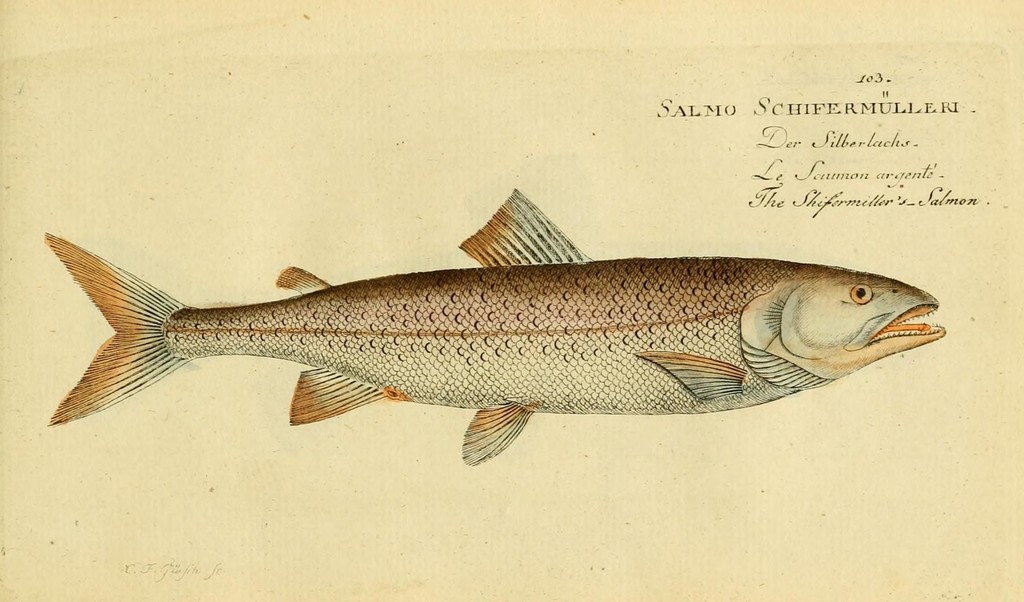 103.
SALMO SCHIFERMÜLLERI.
Der Silberlachs.
Le Saumon argenté.
The Shifermiller's-Salmon.
C. F.